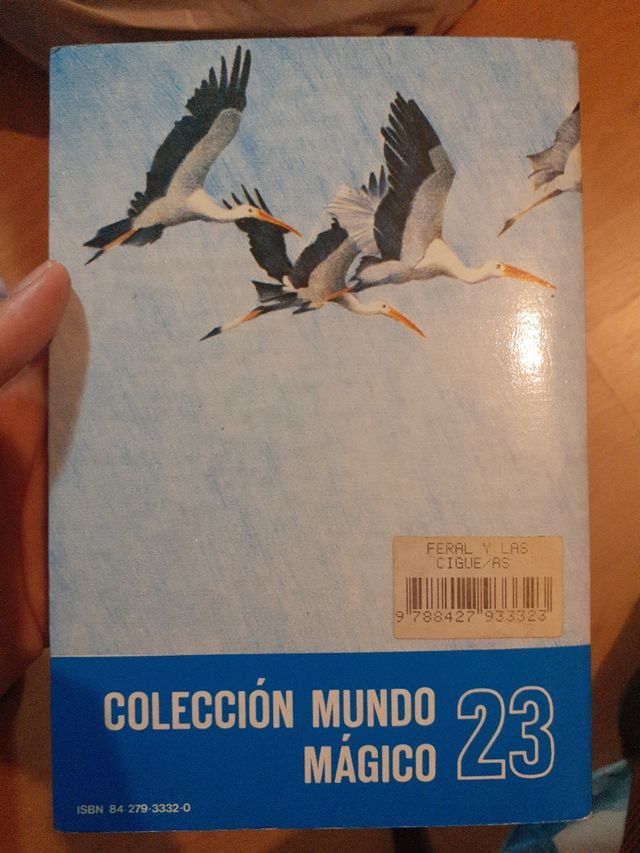 FERAL Y LAS
CIGUE/AS
9 788427 933323
COLECCIÓN MUNDO
MÁGICO 23
ISBN 84-279-3332-0